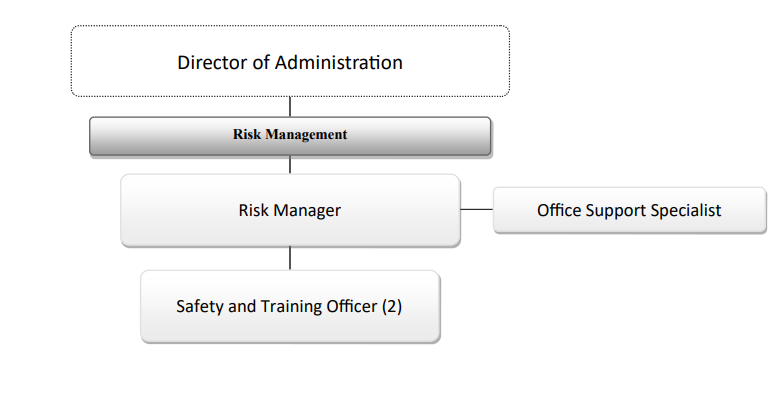 Director of Administration
Risk Management
Risk Manager
Office Support Specialist
Safety and Training Officer (2)